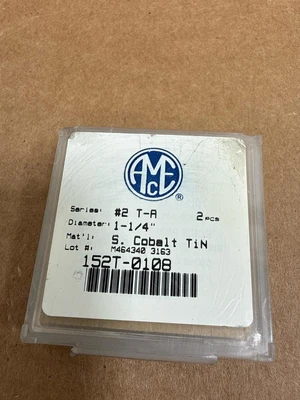 AMEC
®
Series: #2 T-A 2 pcs
Diameter: 1-1/4"
Mat'l: S. Cobalt TiN
Lot #: M464340 3163
152T-0108